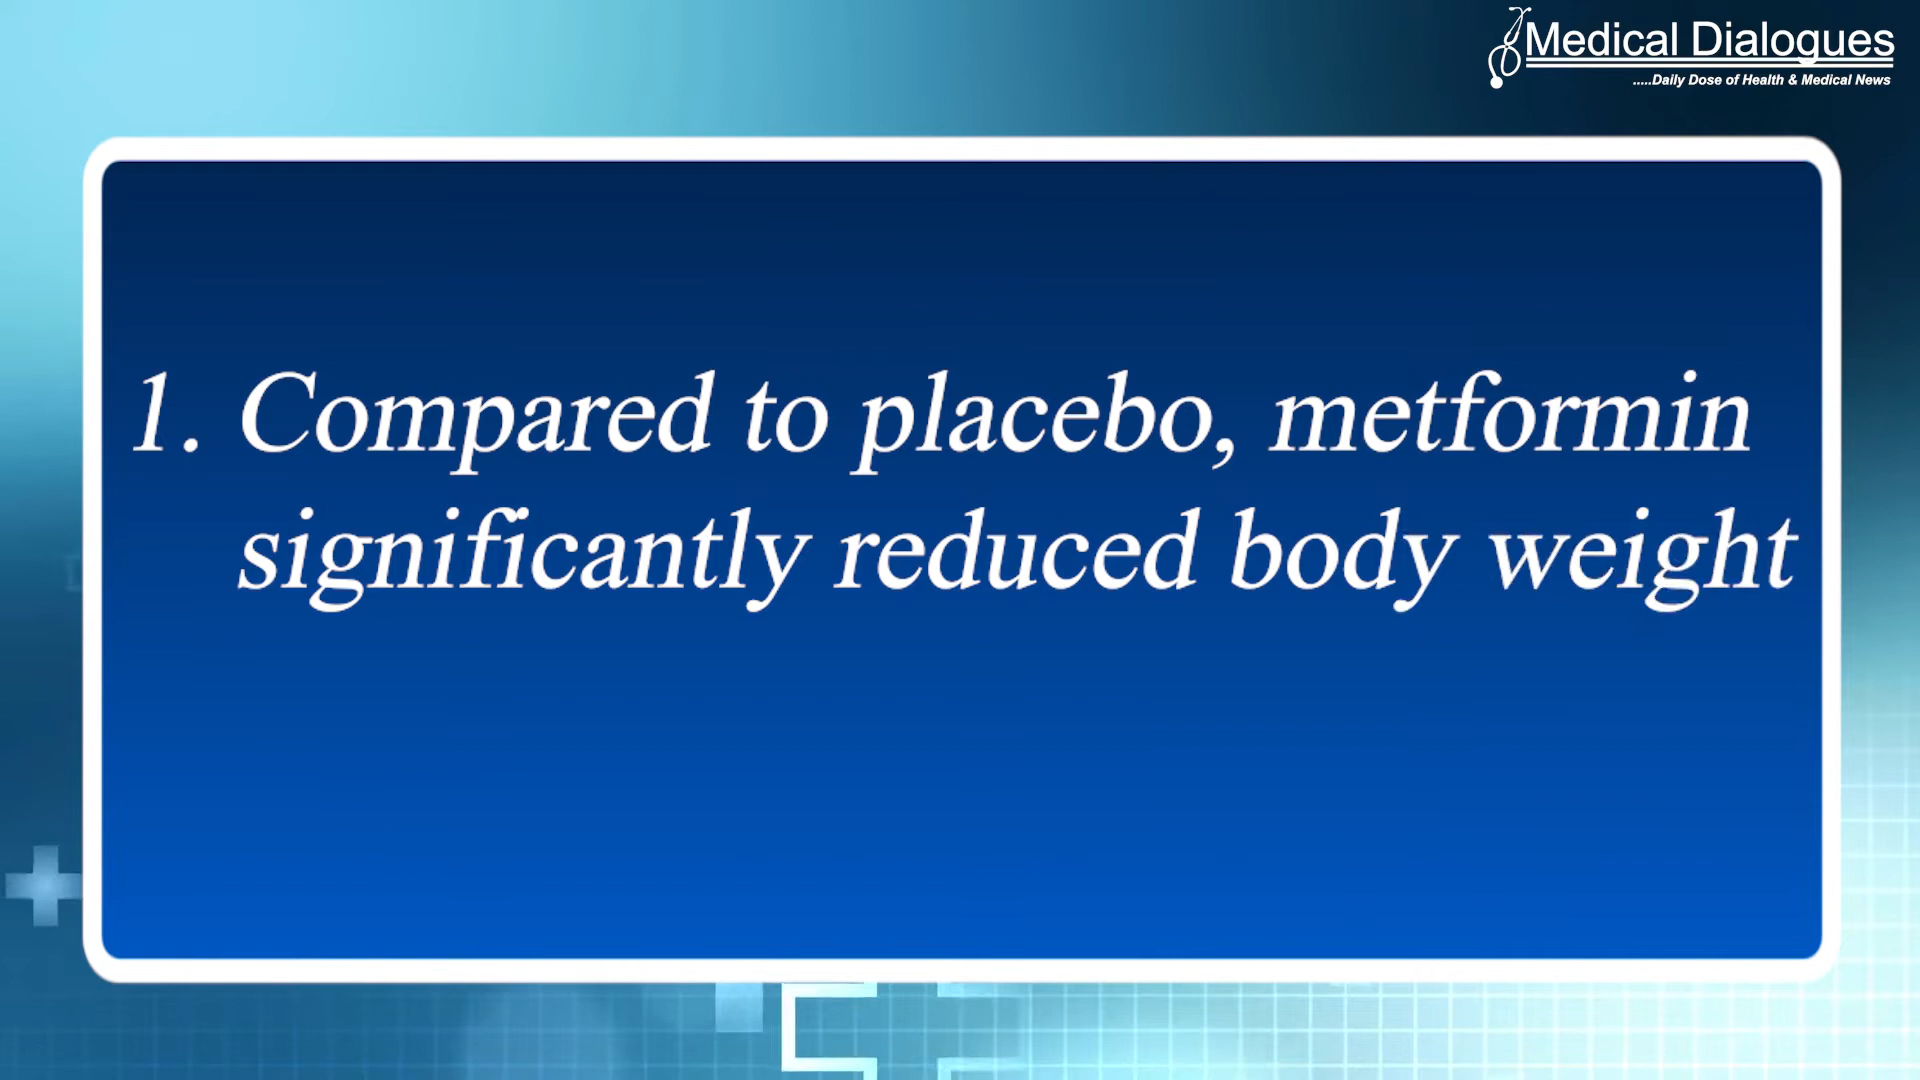 Medical Dialogues
.....Daily Dose of Health & Medical News
1. Compared to placebo, metformin
significantly reduced body weight